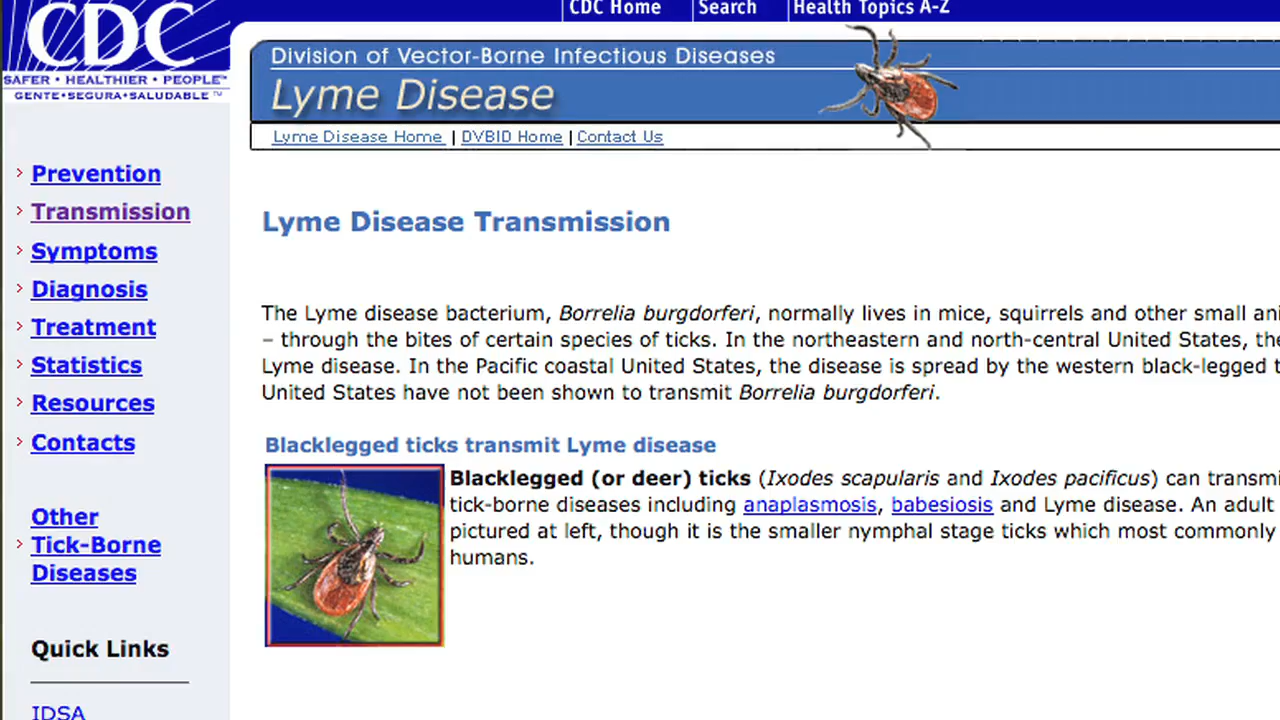 CDC
CDC Home
Search
Health Topics A-Z
SAFER • HEALTHIER • PEOPLE™
GENTE•SEGURA•SALUDABLE™
Division of Vector-Borne Infectious Diseases
Lyme Disease
Lyme Disease Home | DVBID Home | Contact Us
Prevention
Transmission
Symptoms
Diagnosis
Treatment
Statistics
Resources
Contacts
Other
Tick-Borne
Diseases
Quick Links
IDSA
Lyme Disease Transmission
The Lyme disease bacterium, Borrelia burgdorferi, normally lives in mice, squirrels and other small
– through the bites of certain species of ticks. In the northeastern and north-central United States,
Lyme disease. In the Pacific coastal United States, the disease is spread by the western black-legged
United States have not been shown to transmit Borrelia burgdorferi.
Blacklegged ticks transmit Lyme disease
Blacklegged (or deer) ticks (Ixodes scapularis and Ixodes pacificus) can
tick-borne diseases including anaplasmosis, babesiosis and Lyme disease. An adult
pictured at left, though it is the smaller nymphal stage ticks which most commonly
humans.